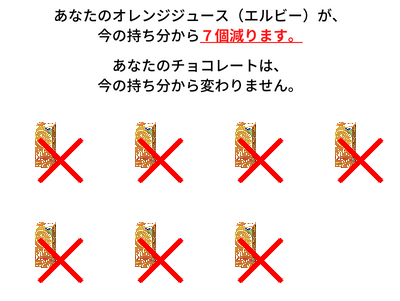 あなたのオレンジジュース（エルビー）が、
今の持ち分から７個減ります。
あなたのチョコレートは、
今の持ち分から変わりません。